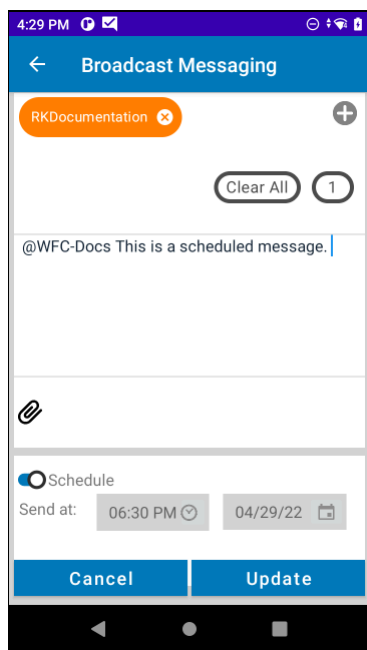 4:29 PM
Broadcast Messaging
RKDocumentation
Clear All 1
@WFC-Docs This is a scheduled message.
Schedule
Send at: 06:30 PM 04/29/22
Cancel Update